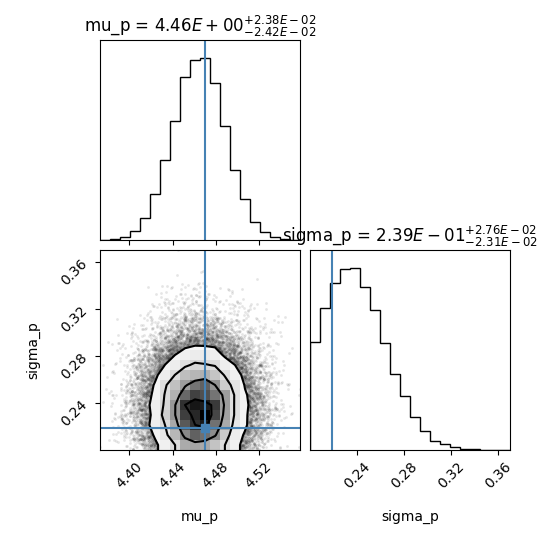 mu_p = 4.46E+00+2.38E−02 −2.42E−02
sigma_p = 2.39E−01+2.76E−02 −2.31E−02
0.36
0.32
0.28
0.24
sigma_p
4.40 4.44 4.48 4.52
mu_p
0.24 0.28 0.32 0.36
sigma_p